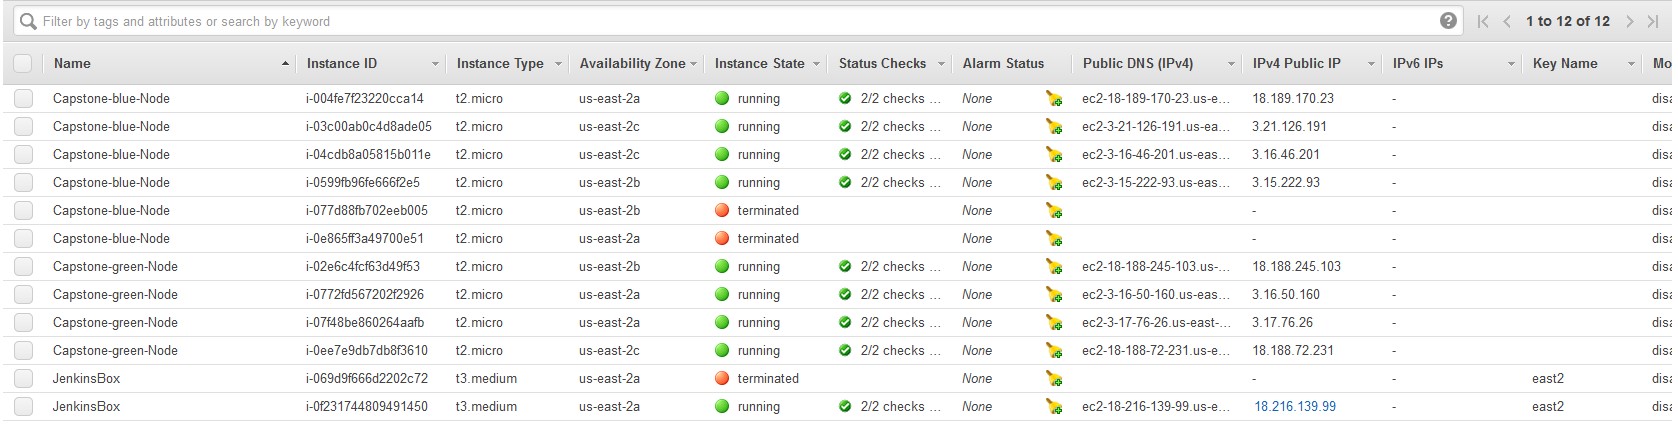 Filter by tags and attributes or search by keyword ? 1 to 12 of 12
Name Instance ID Instance Type Availability Zone Instance State Status Checks Alarm Status Public DNS (IPv4) IPv4 Public IP IPv6 IPs Key Name Mo
Capstone-blue-Node i-004fe7f23220cca14 t2.micro us-east-2a running 2/2 checks ... None ec2-18-189-170-23.us-e... 18.189.170.23 - disa
Capstone-blue-Node i-03c00ab0c4d8ade05 t2.micro us-east-2c running 2/2 checks ... None ec2-3-21-126-191.us-ea... 3.21.126.191 - disa
Capstone-blue-Node i-04cdb8a05815b011e t2.micro us-east-2c running 2/2 checks ... None ec2-3-16-46-201.us-eas... 3.16.46.201 - disa
Capstone-blue-Node i-0599fb96fe666f2e5 t2.micro us-east-2b running 2/2 checks ... None ec2-3-15-222-93.us-eas... 3.15.222.93 - disa
Capstone-blue-Node i-077d88fb702eeb005 t2.micro us-east-2b terminated None - - disa
Capstone-blue-Node i-0e865ff3a49700e51 t2.micro us-east-2a terminated None - - disa
Capstone-green-Node i-02e6c4fcf63d49f53 t2.micro us-east-2b running 2/2 checks ... None ec2-18-188-245-103.us-... 18.188.245.103 - disa
Capstone-green-Node i-0772fd567202f2926 t2.micro us-east-2a running 2/2 checks ... None ec2-3-16-50-160.us-eas... 3.16.50.160 - disa
Capstone-green-Node i-07f48be860264aafb t2.micro us-east-2a running 2/2 checks ... None ec2-3-17-76-26.us-east-... 3.17.76.26 - disa
Capstone-green-Node i-0ee7e9db7db8f3610 t2.micro us-east-2c running 2/2 checks ... None ec2-18-188-72-231.us-e... 18.188.72.231 - disa
JenkinsBox i-069d9f666d2202c72 t3.medium us-east-2a terminated None - - east2 disa
JenkinsBox i-0f231744809491450 t3.medium us-east-2a running 2/2 checks ... None ec2-18-216-139-99.us-e... 18.216.139.99 - east2 disa